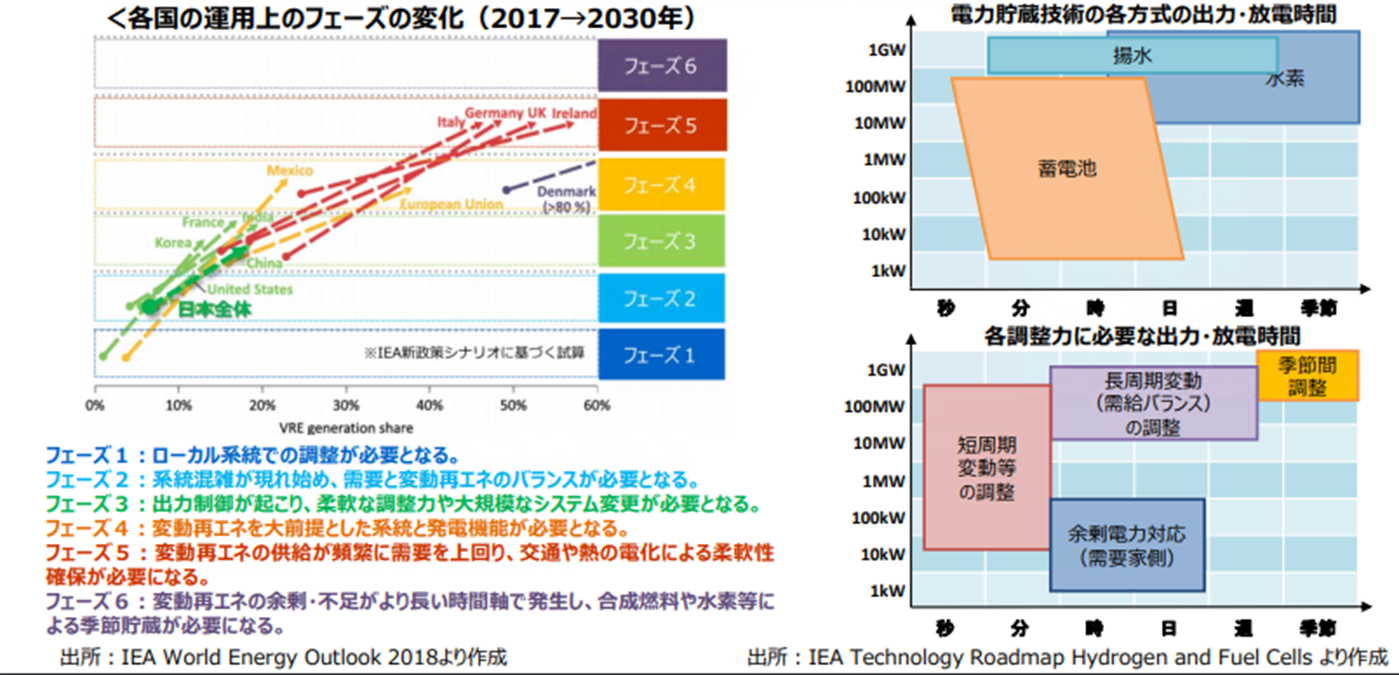 ＜各国の運用上のフェーズの変化（2017→2030年）
フェーズ６
フェーズ５
フェーズ４
フェーズ３
フェーズ２
フェーズ１
Italy
Germany
UK
Ireland
Mexico
Denmark
(>80 %)
European Union
France
India
Korea
China
United States
日本全体
※IEA新政策シナリオに基づく試算
0%
10%
20%
30%
40%
50%
60%
VRE generation share
フェーズ１：ローカル系統での調整が必要となる。
フェーズ２：系統混雑が現れ始め、需要と変動再エネのバランスが必要となる。
フェーズ３：出力制御が起こり、柔軟な調整力や大規模なシステム変更が必要となる。
フェーズ４：変動再エネを大前提とした系統と発電機能が必要となる。
フェーズ５：変動再エネの供給が頻繁に需要を上回り、交通や熱の電化による柔軟性
確保が必要になる。
フェーズ６：変動再エネの余剰・不足がより長い時間軸で発生し、合成燃料や水素等に
よる季節貯蔵が必要になる。
出所：IEA World Energy Outlook 2018より作成
電力貯蔵技術の各方式の出力・放電時間
1GW
100MW
10MW
1MW
100kW
10kW
1kW
揚水
水素
蓄電池
秒
分
時
日
週
季節
各調整力に必要な出力・放電時間
1GW
100MW
10MW
1MW
100kW
10kW
1kW
季節間
調整
長周期変動
（需給バランス）
の調整
短周期
変動等
の調整
余剰電力対応
（需要家側）
秒
分
時
日
週
季節
出所：IEA Technology Roadmap Hydrogen and Fuel Cells より作成